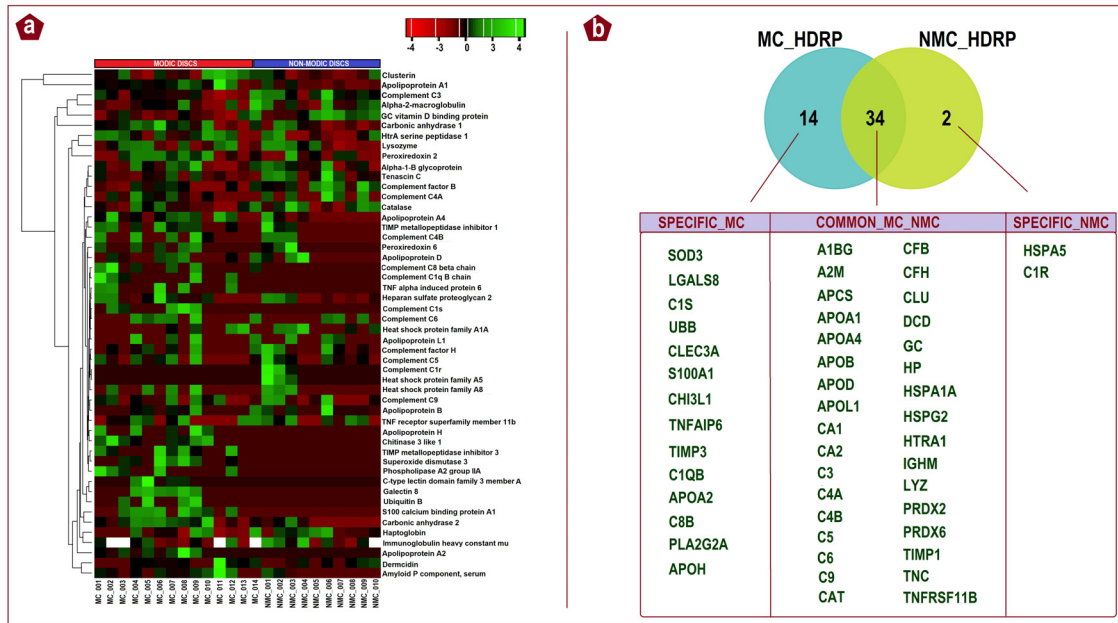 a
-4
-3
0
2
4
MODIC DISCS
NON-MODIC DISCS
Clusterin
Apolipoprotein A1
Complement C3
Alpha-2-macroglobulin
GC vitamin D binding protein
Carbonic anhydrase 1
HtrA serine peptidase 1
Lysozyme
Peroxiredoxin 2
Alpha-1-B glycoprotein
Tenascin C
Complement factor B
Complement C4A
Catalase
Apolipoprotein A4
TIMP metallopeptidase inhibitor 1
Complement C4B
Peroxiredoxin 6
Apolipoprotein D
Complement C8 beta chain
Complement C1q B chain
TNF alpha induced protein 6
Heparan sulfate proteoglycan 2
Complement C1s
Complement C6
Heat shock protein family A1A
Apolipoprotein L1
Complement factor H
Complement C5
Complement C1r
Heat shock protein family A5
Heat shock protein family A8
Complement C9
Apolipoprotein B
TNF receptor superfamily member 11b
Apolipoprotein H
Chitinase 3 like 1
TIMP metallopeptidase inhibitor 3
Superoxide dismutase 3
Phospholipase A2 group IIA
C-type lectin domain family 3 member A
Galectin 8
Ubiquitin B
S100 calcium binding protein A1
Carbonic anhydrase 2
Haptoglobin
Immunoglobulin heavy constant mu
Apolipoprotein A2
Dermcidin
Amyloid P component, serum
MC_001
MC_002
MC_003
MC_004
MC_005
MC_006
MC_007
MC_008
MC_009
MC_010
MC_011
MC_012
MC_013
MC_014
NMC_001
NMC_002
NMC_003
NMC_004
NMC_005
NMC_006
NMC_007
NMC_008
NMC_009
NMC_010
b
MC_HDRP
NMC_HDRP
14
34
2
SPECIFIC_MC
SOD3
LGALS8
C1S
UBB
CLEC3A
S100A1
CHI3L1
TNFAIP6
TIMP3
C1QB
APOA2
C8B
PLA2G2A
APOH
COMMON_MC_NMC
A1BG
A2M
APCS
APOA1
APOA4
APOB
APOD
APOL1
CA1
CA2
C3
C4A
C4B
C5
C6
C9
CAT
CFB
CFH
CLU
DCD
GC
HP
HSPA1A
HSPG2
HTRA1
IGHM
LYZ
PRDX2
PRDX6
TIMP1
TNC
TNFRSF11B
SPECIFIC_NMC
HSPA5
C1R